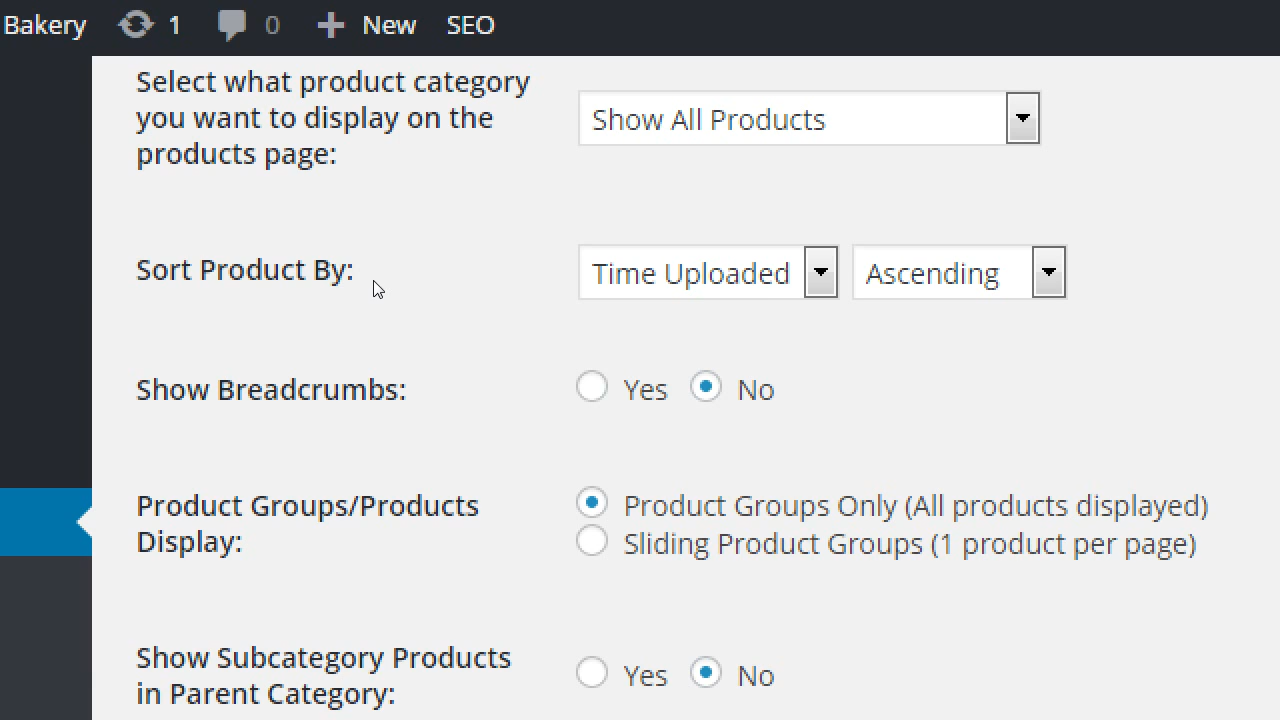 Bakery 1 0 New SEO
Select what product category
you want to display on the
products page:
Show All Products
Sort Product By:
Time Uploaded Ascending
Show Breadcrumbs:
Yes No
Product Groups/Products
Display:
Product Groups Only (All products displayed)
Sliding Product Groups (1 product per page)
Show Subcategory Products
in Parent Category:
Yes No